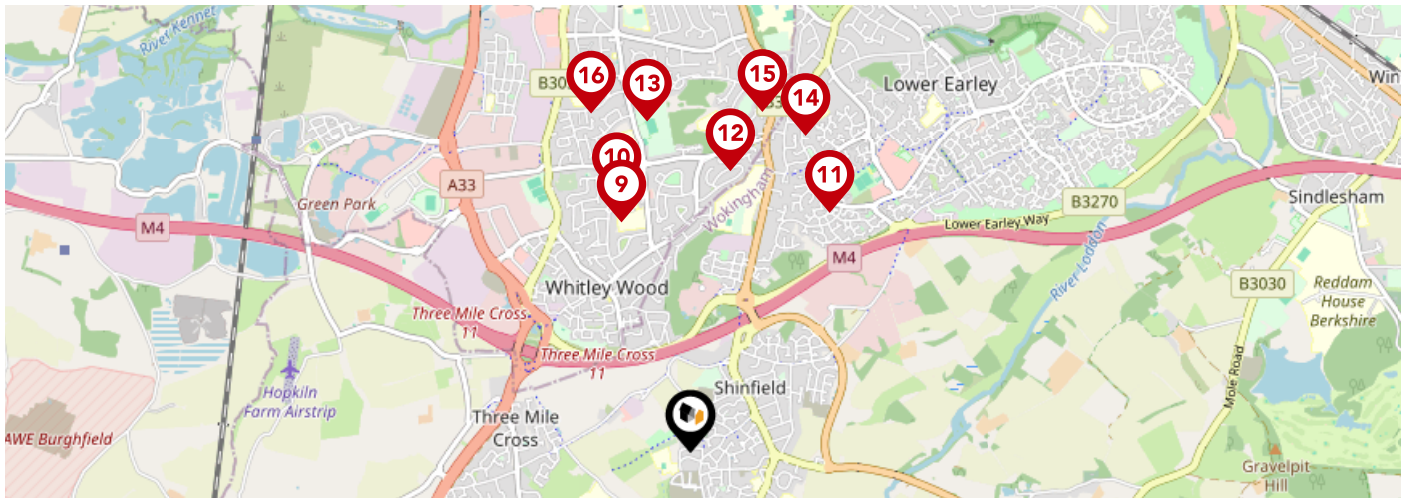 River Kennet
B30
16
13
15
B3
14
Lower Earley
Win
12
10
9
11
A33
Green Park
Wokingham
M4
B3270
Lower Earley Way
Sindlesham
M4
River Loddon
Whitley Wood
B3030
Reddam
House
Berkshire
Three Mile Cross
11
Three Mile Cross
11
Hopkiln
Farm Airstrip
Shinfield
Mole Road
Three Mile
Cross
AWE Burghfield
Gravelpit
Hill